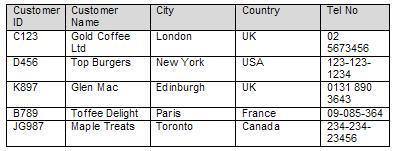 Customer ID Customer Name City Country Tel No
C123 Gold Coffee Ltd London UK 02 5673456
D456 Top Burgers New York USA 123-123-1234
K897 Glen Mac Edinburgh UK 0131 890 3643
B789 Toffee Delight Paris France 09-085-364
JG987 Maple Treats Toronto Canada 234-234-23456